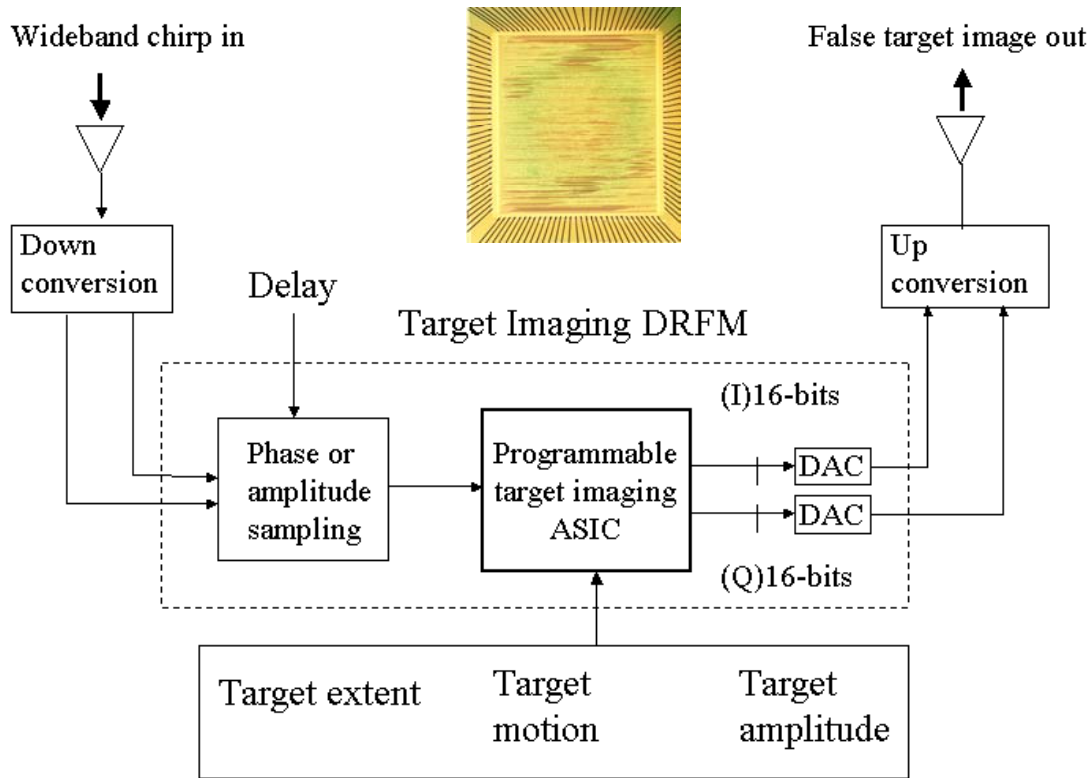 Wideband chirp in
False target image out
Down
conversion
Up
conversion
Delay
Target Imaging DRFM
(I)16-bits
Phase or
amplitude
sampling
Programmable
target imaging
ASIC
DAC
DAC
(Q)16-bits
Target extent
Target
motion
Target
amplitude